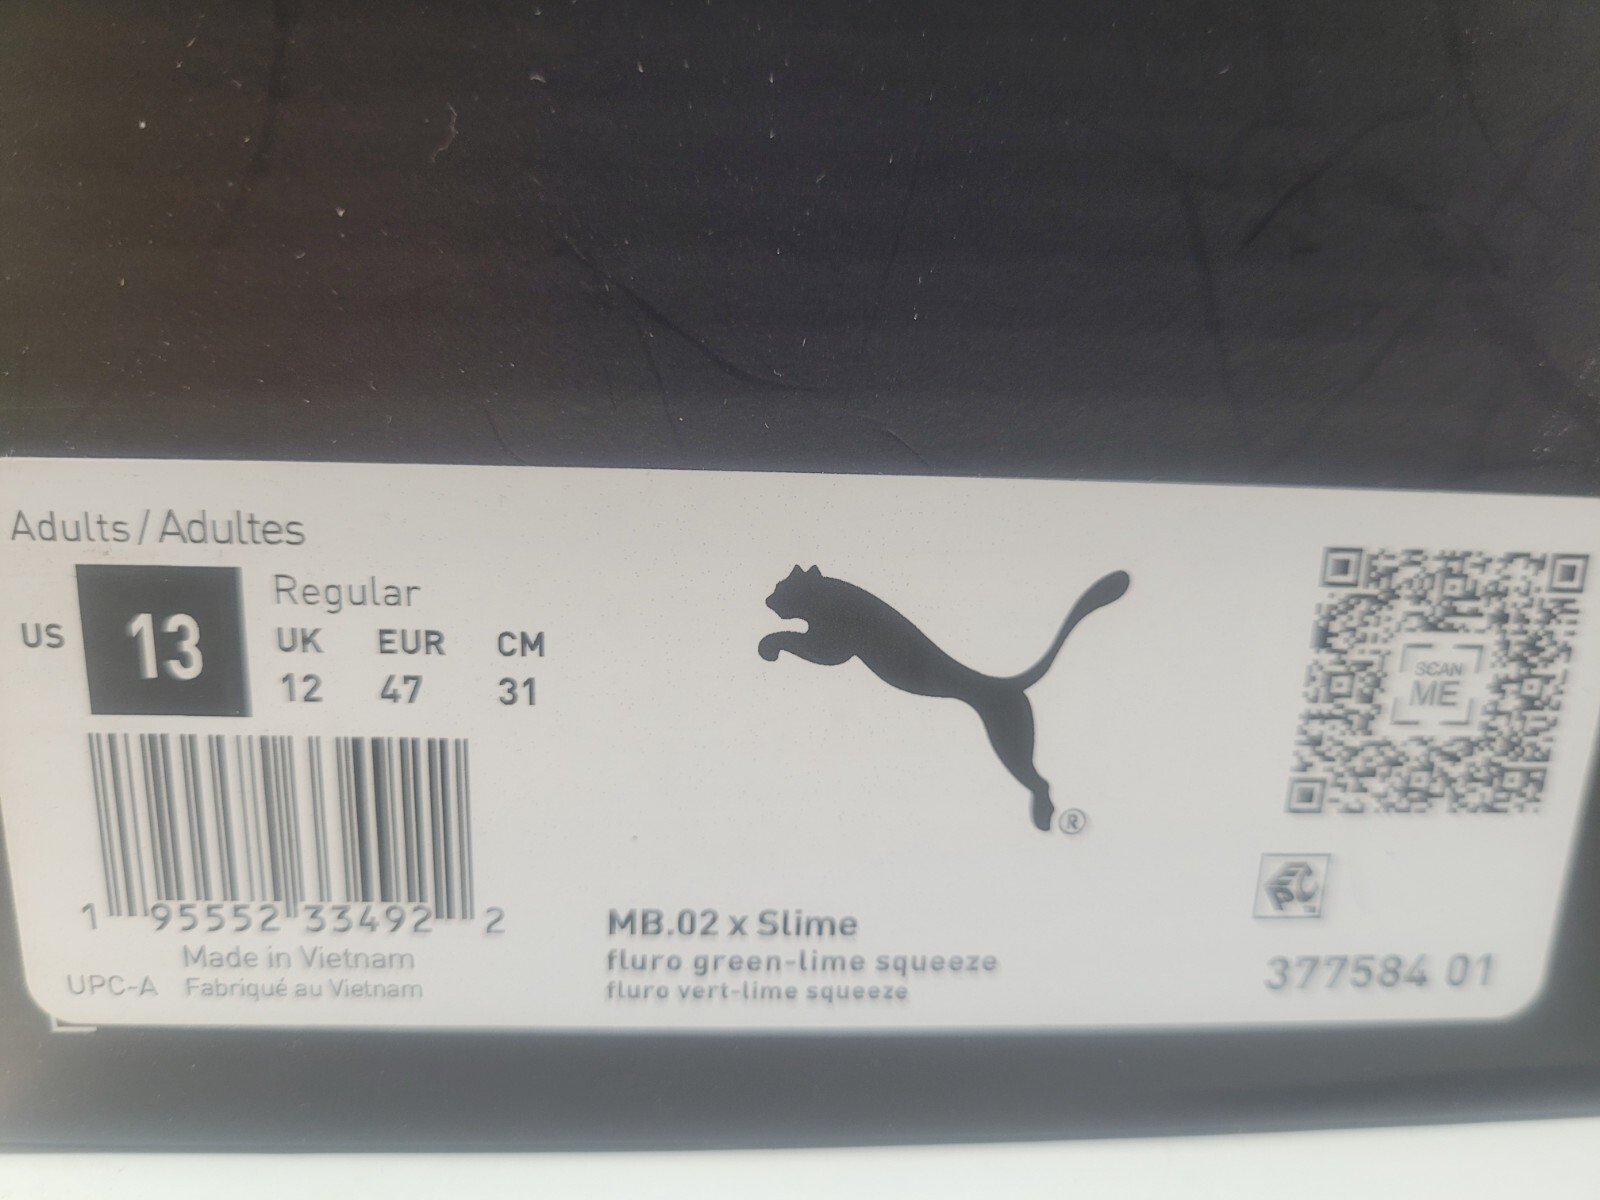 Adults / Adultes
US 13
Regular
UK EUR CM
12 47 31
1 95552 33492 2
Made in Vietnam
UPC-A Fabriqué au Vietnam
®
MB.02 x Slime
fluro green-lime squeeze
fluro vert-lime squeeze
SCAN
ME
EPC
377584 01